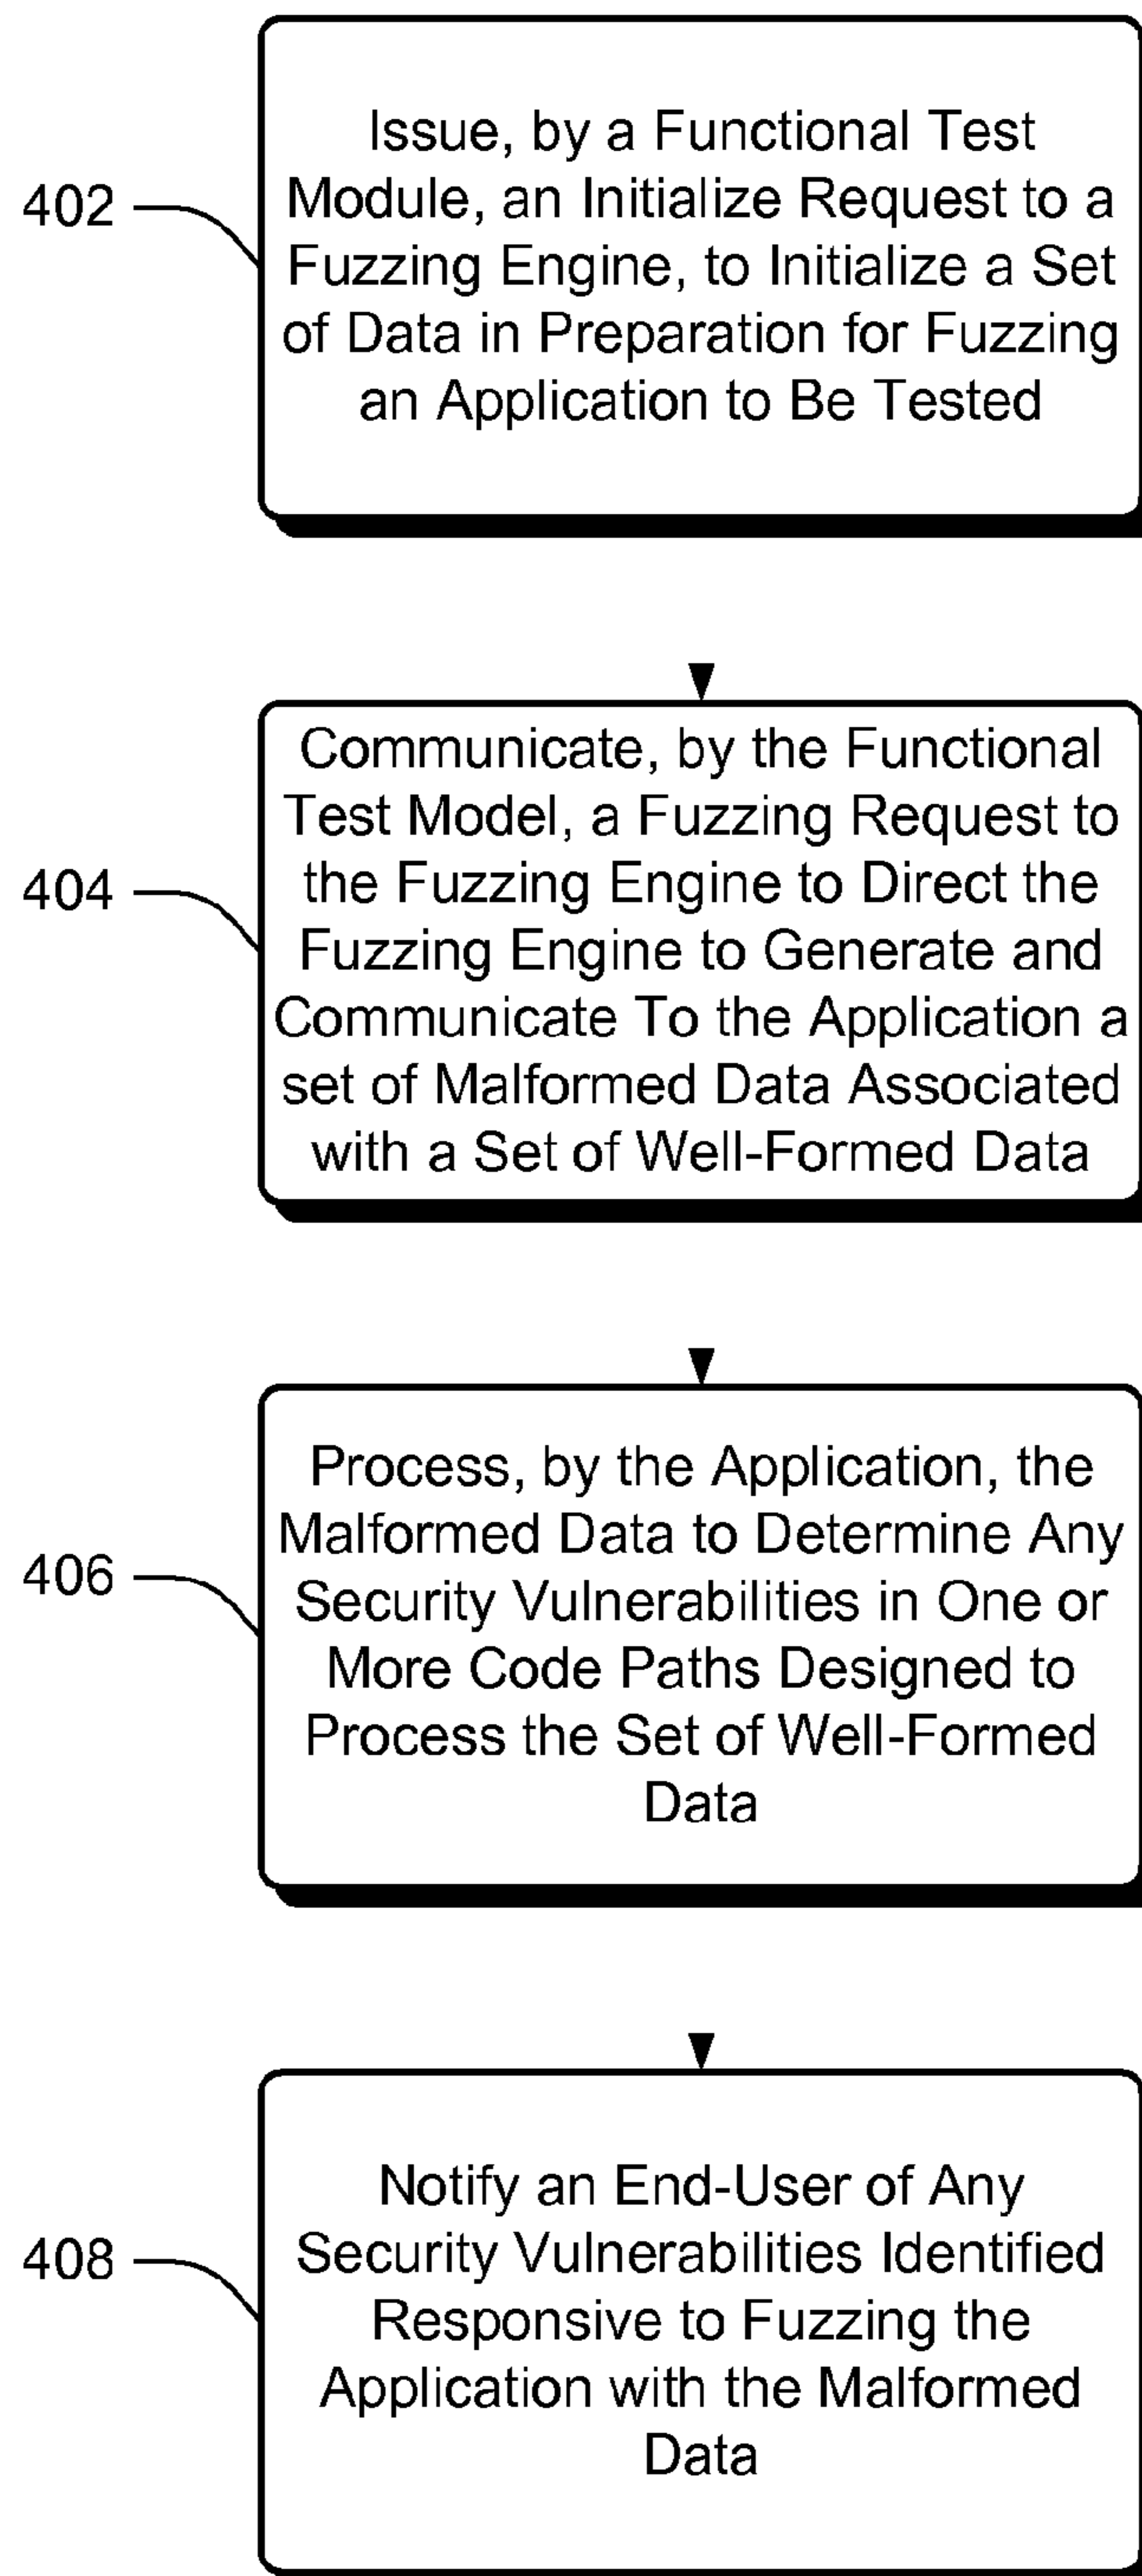 402
Issue, by a Functional Test
Module, an Initialize Request to a
Fuzzing Engine, to Initialize a Set
of Data in Preparation for Fuzzing
an Application to Be Tested
404
Communicate, by the Functional
Test Model, a Fuzzing Request to
the Fuzzing Engine to Direct the
Fuzzing Engine to Generate and
Communicate To the Application a
set of Malformed Data Associated
with a Set of Well-Formed Data
406
Process, by the Application, the
Malformed Data to Determine Any
Security Vulnerabilities in One or
More Code Paths Designed to
Process the Set of Well-Formed
Data
408
Notify an End-User of Any
Security Vulnerabilities Identified
Responsive to Fuzzing the
Application with the Malformed
Data